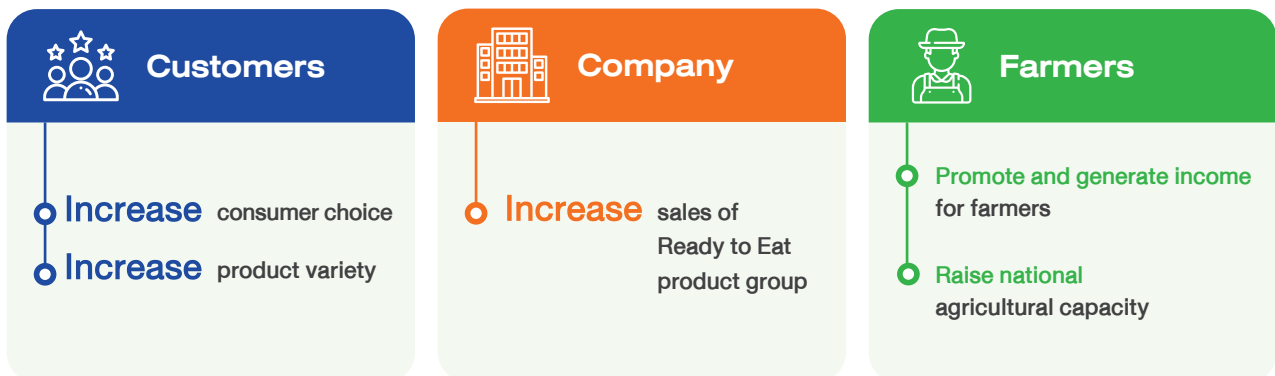 Customers
Increase consumer choice
Increase product variety
Company
Increase sales of
Ready to Eat
product group
Farmers
Promote and generate income
for farmers
Raise national
agricultural capacity